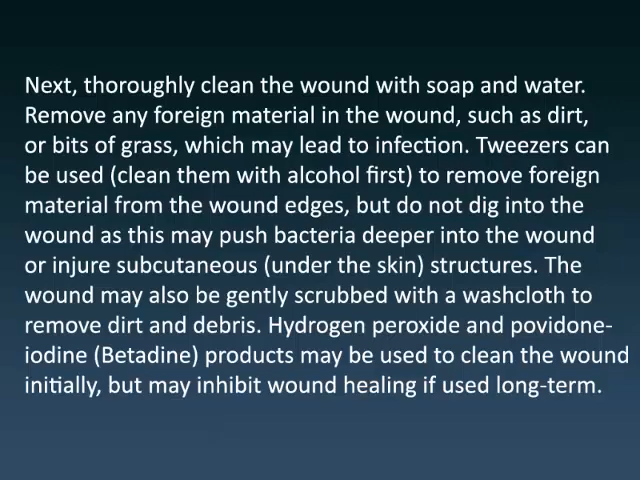 Next, thoroughly clean the wound with soap and water.
Remove any foreign material in the wound, such as dirt,
or bits of grass, which may lead to infection. Tweezers can
be used (clean them with alcohol first) to remove foreign
material from the wound edges, but do not dig into the
wound as this may push bacteria deeper into the wound
or injure subcutaneous (under the skin) structures. The
wound may also be gently scrubbed with a washcloth to
remove dirt and debris. Hydrogen peroxide and povidone-
iodine (Betadine) products may be used to clean the wound
initially, but may inhibit wound healing if used long-term.